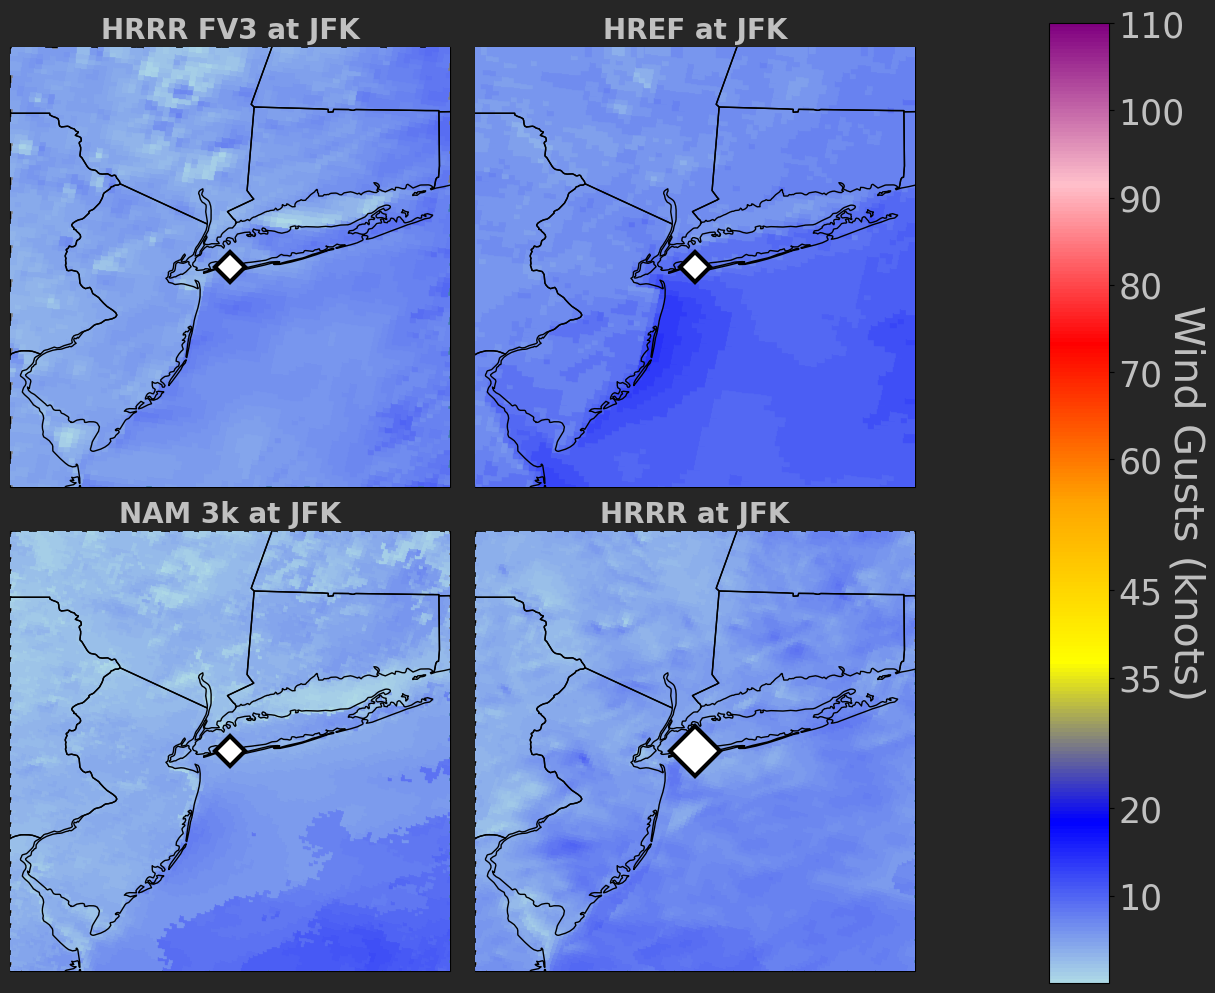 HRRR FV3 at JFK
HREF at JFK
NAM 3k at JFK
HRRR at JFK
110
100
90
80
70
60
45
35
20
10
Wind Gusts (knots)